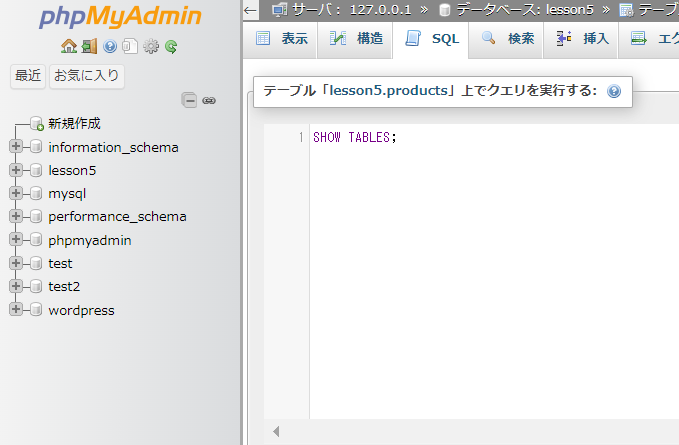 phpMyAdmin
最近 お気に入り
新規作成
information_schema
lesson5
mysql
performance_schema
phpmyadmin
test
test2
wordpress
サーバ: 127.0.0.1 » データベース: lesson5 » テーブ
表示 構造 SQL 検索 挿入 エク
テーブル「lesson5.products」上でクエリを実行する:
1 SHOW TABLES;